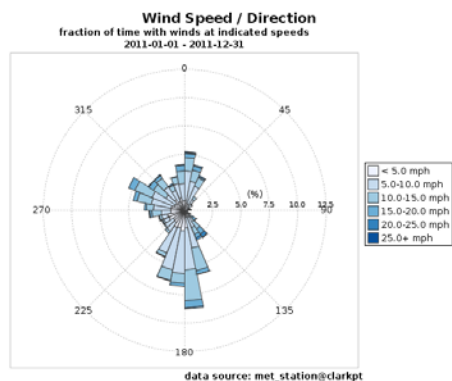 Wind Speed / Direction
fraction of time with winds at indicated speeds
2011-01-01 - 2011-12-31
0
315
45
(%)
2.5 5.0 7.5 10.0 12.5
270
90
< 5.0 mph
5.0-10.0 mph
10.0-15.0 mph
15.0-20.0 mph
20.0-25.0 mph
25.0+ mph
225
135
180
data source: met_station@clarkpt